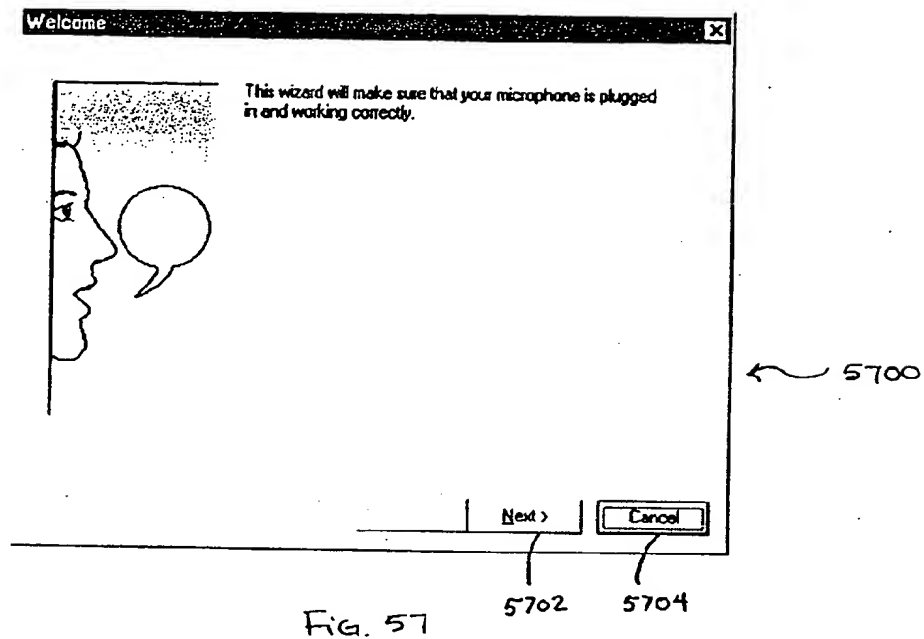 Welcome
This wizard will make sure that your microphone is plugged
in and working correctly.
5700
Next >
Cancel
5702
5704
FIG. 57